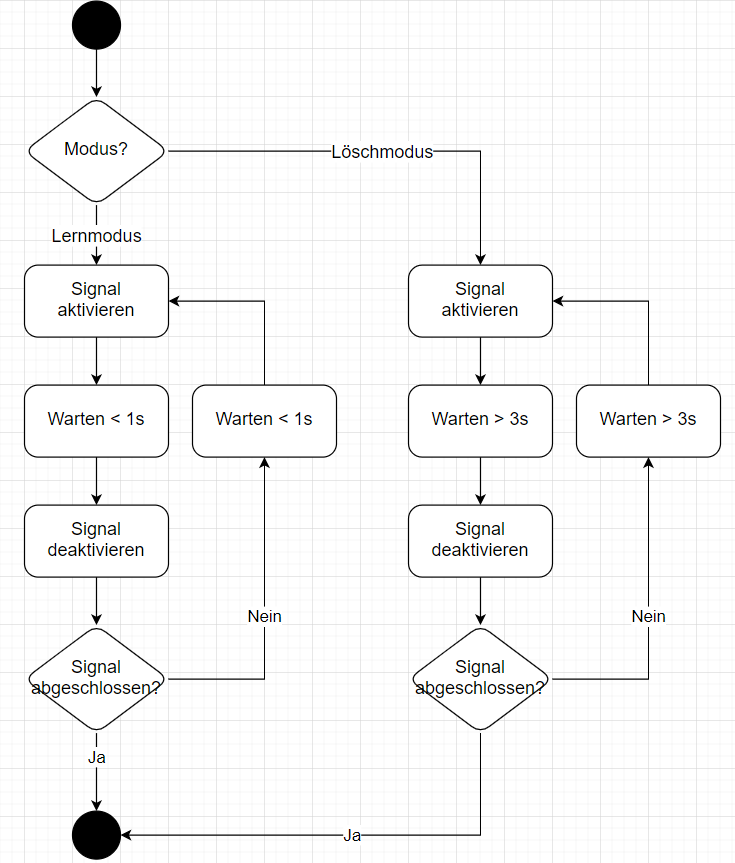 Modus?
Löschmodus
Lernmodus
Signal
aktivieren
Signal
aktivieren
Warten < 1s
Warten < 1s
Warten > 3s
Warten > 3s
Signal
deaktivieren
Signal
deaktivieren
Nein
Nein
Signal
abgeschlossen?
Signal
abgeschlossen?
Ja
Ja